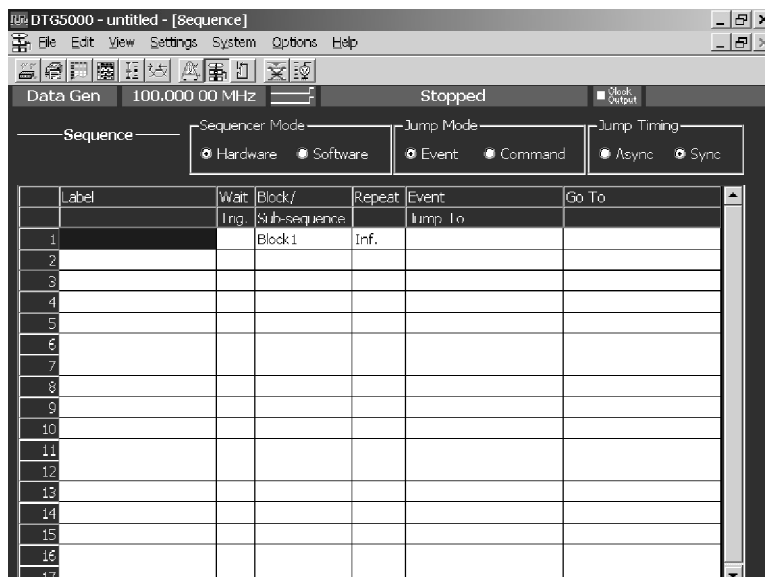 DTG5000 - untitled - [Sequence]
File Edit View Settings System Options Help
Data Gen 100.000 00 MHz Stopped Clock Output
Sequence
Sequencer Mode Jump Mode Jump Timing
Hardware Software Event Command Async Sync
Label Wait Block/ Repeat Event Go To
Trig. Sub-sequence Jump To
1 Block1 Inf.
2
3
4
5
6
7
8
9
10
11
12
13
14
15
16
17